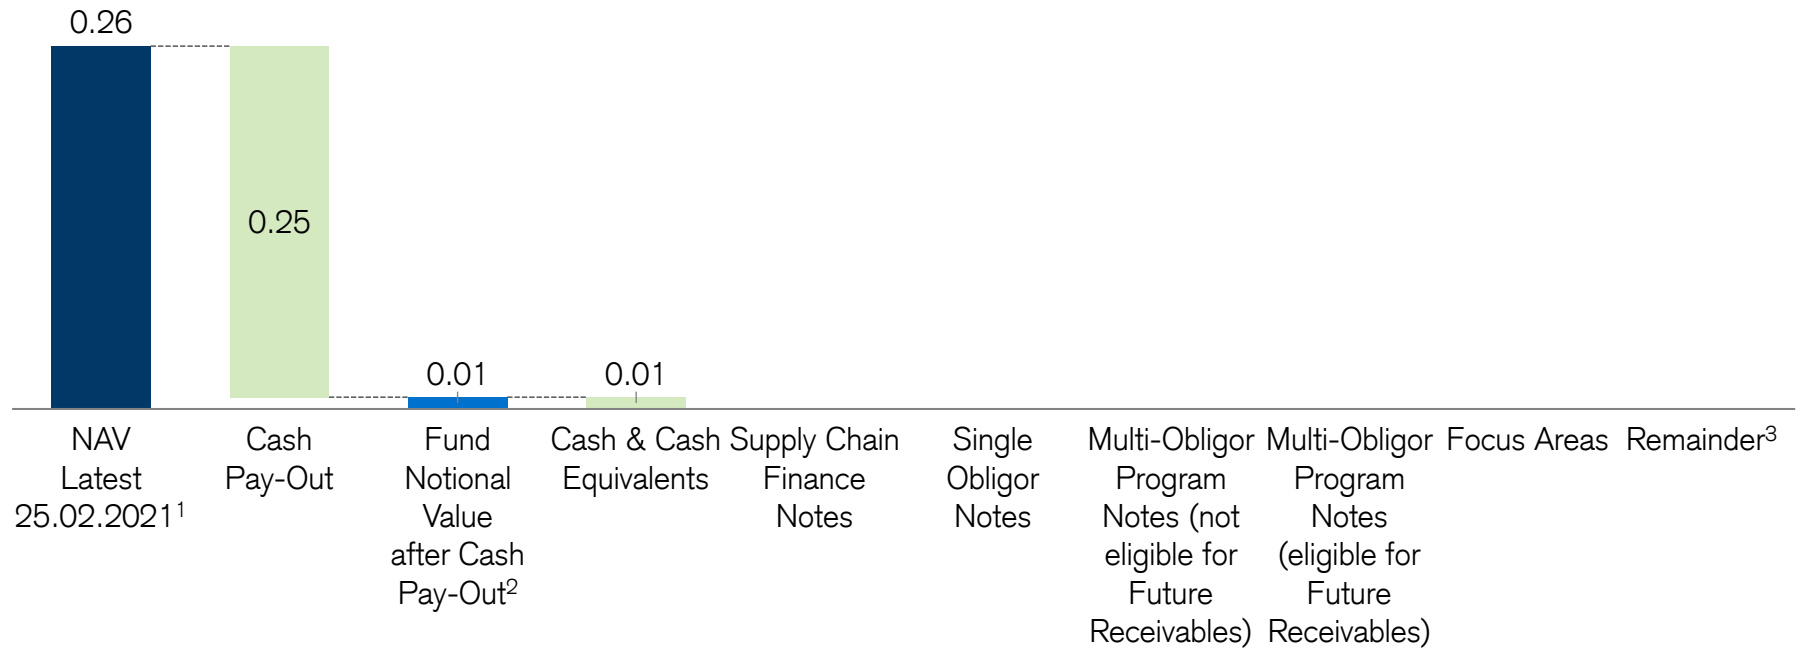 0.26
0.25
0.01
0.01
NAV
Latest
25.02.2021¹
Cash
Pay-Out
Fund
Notional
Value
after Cash
Pay-Out²
Cash & Cash
Equivalents
Supply Chain
Finance
Notes
Single
Obligor
Notes
Multi-Obligor
Program
Notes (not
eligible for
Future
Receivables)
Multi-Obligor
Program
Notes
(eligible for
Future
Receivables)
Focus Areas
Remainder³